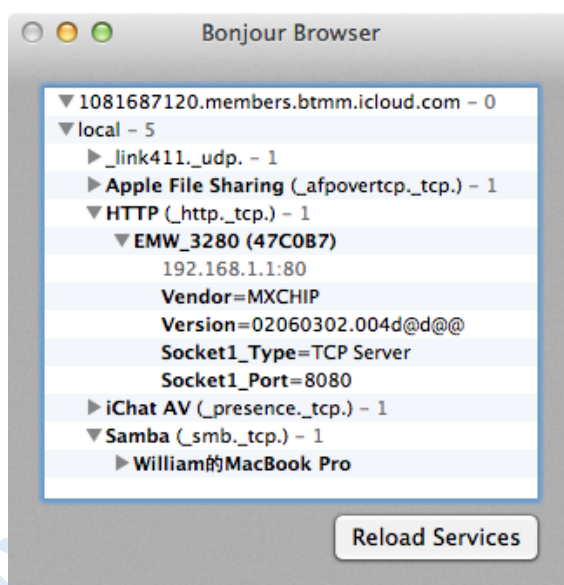 Bonjour Browser
1081687120.members.btmm.icloud.com – 0
local – 5
_link411._udp. – 1
Apple File Sharing (_afpovertcp._tcp.) – 1
HTTP (_http._tcp.) – 1
EMW_3280 (47C0B7)
192.168.1.1:80
Vendor=MXCHIP
Version=02060302.004d@d@@
Socket1_Type=TCP Server
Socket1_Port=8080
iChat AV (_presence._tcp.) – 1
Samba (_smb._tcp.) – 1
William的MacBook Pro
Reload Services